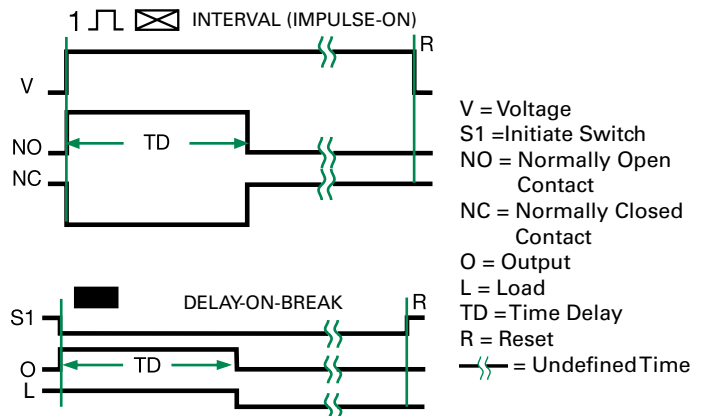 1 INTERVAL (IMPULSE-ON)
R
V
NO
TD
NC
V = Voltage
S1 =Initiate Switch
NO = Normally Open
Contact
NC = Normally Closed
Contact
O = Output
L = Load
TD =Time Delay
R = Reset
= Undefined Time
DELAY-ON-BREAK
R
S1
O
TD
L